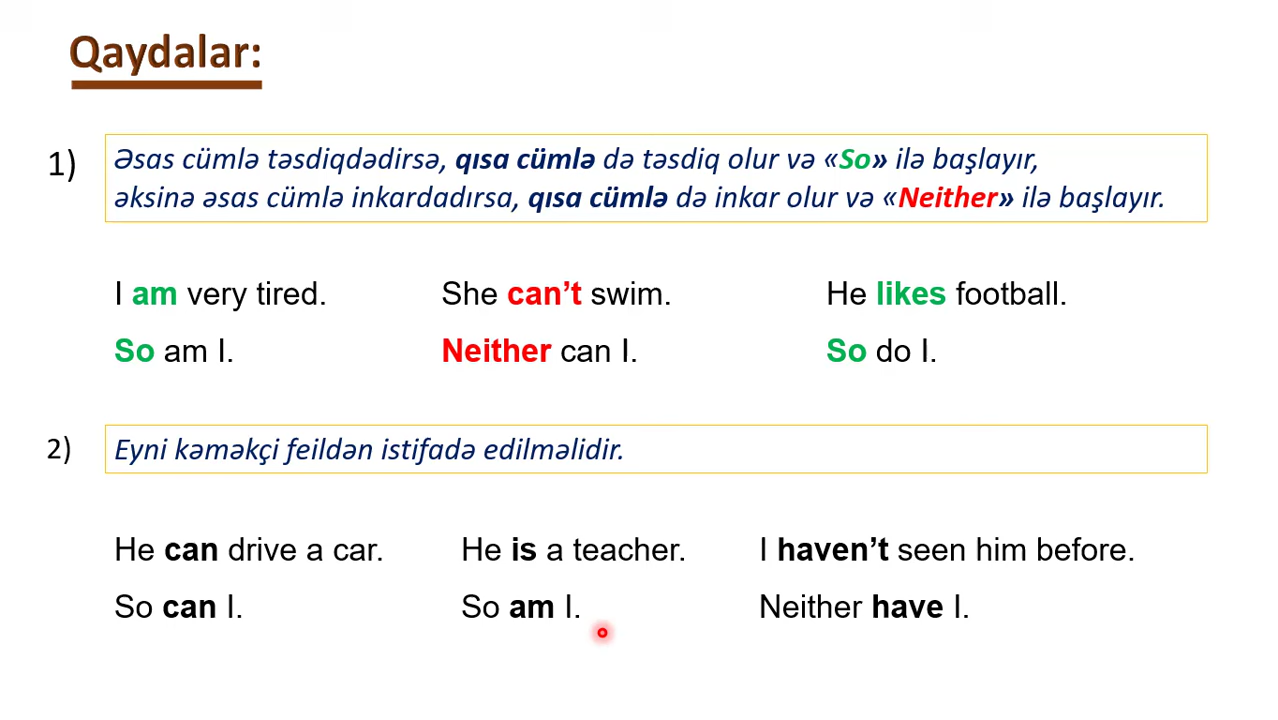 Qaydalar:
1)
Əsas cümlə təsdiqdədirsə, qısa cümlə də təsdiq olur və «So» ilə başlayır,
əksinə əsas cümlə inkardadırsa, qısa cümlə də inkar olur və «Neither» ilə başlayır.
I am very tired. She can’t swim. He likes football.
So am I. Neither can I. So do I.
2) Eyni kəməkçi feildən istifadə edilməlidir.
He can drive a car. He is a teacher. I haven’t seen him before.
So can I. So am I. Neither have I.